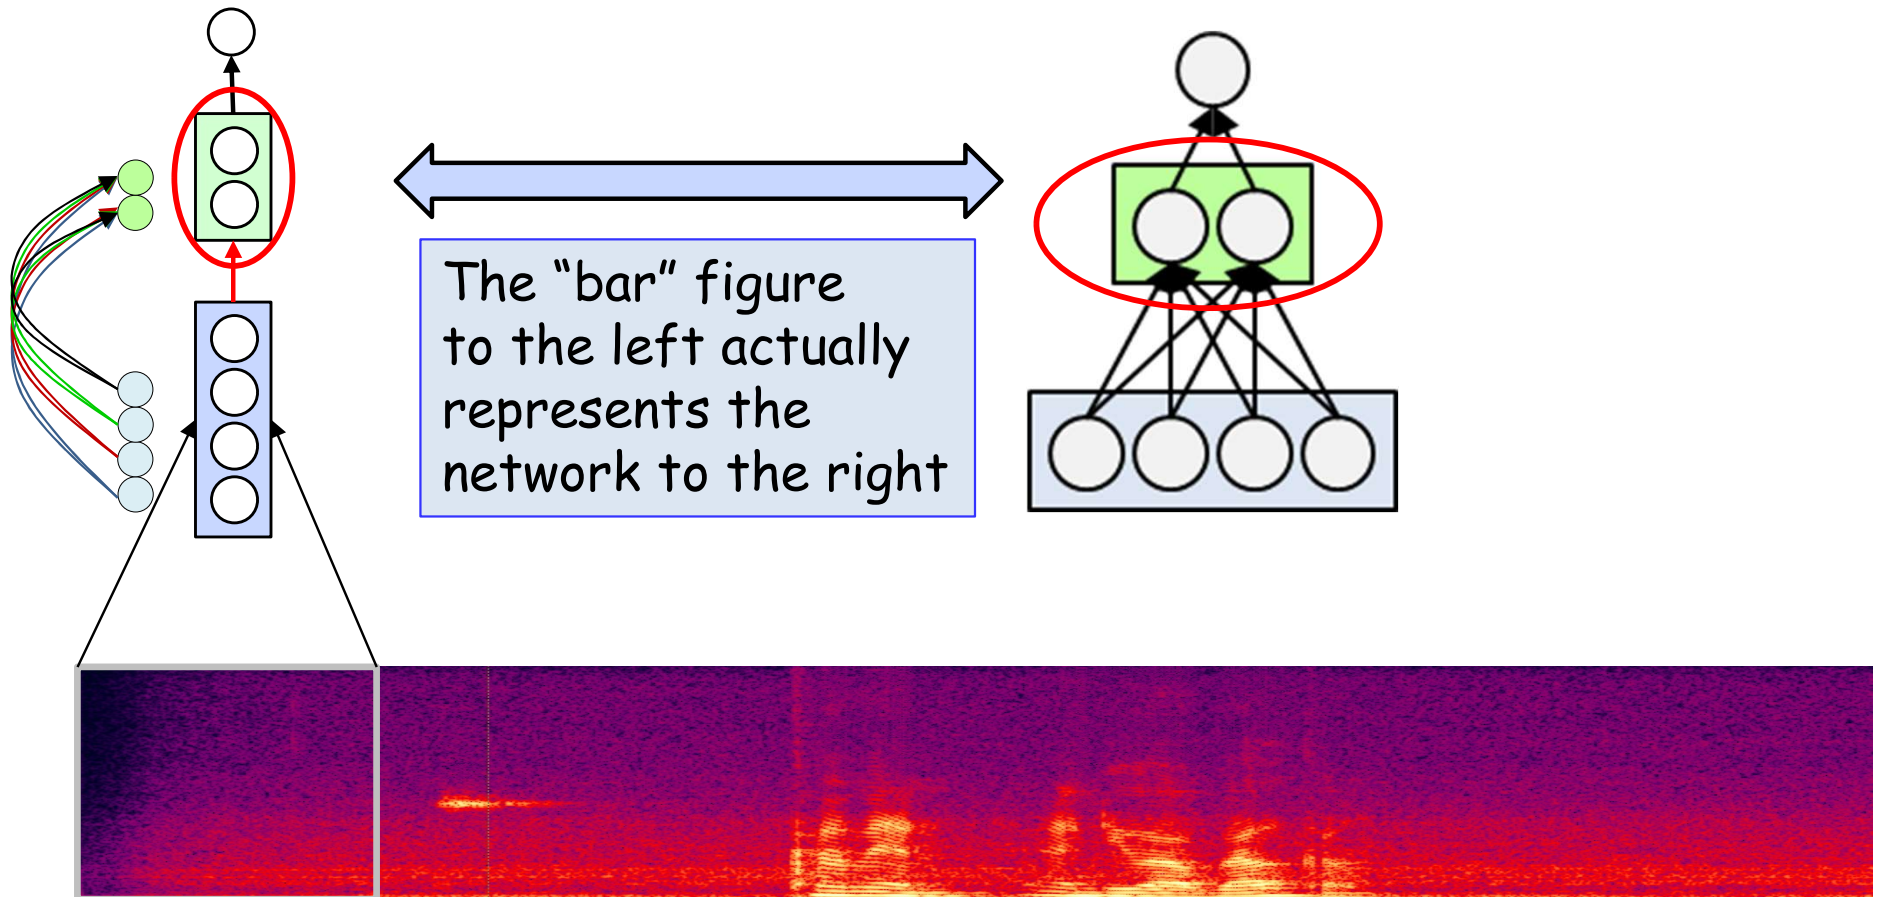 The “bar” figure
to the left actually
represents the
network to the right